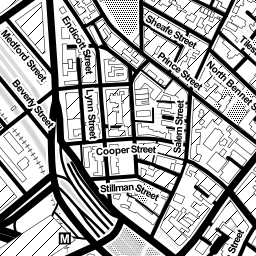 Endicott Street
Sheafe Street
Medford Street
Prince Street
North Bennet
Beverly Street
Lynn Street
Salem Street
Cooper Street
Stillman Street
M
Street